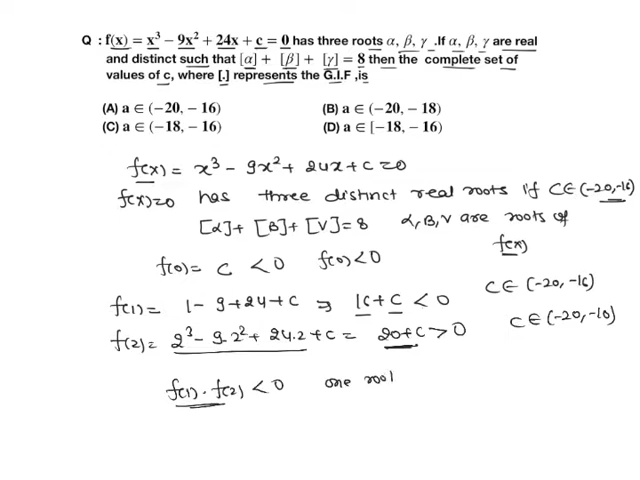 Q : f(x) = x³ − 9x² + 24x + c = 0 has three roots α, β, γ .If α, β, γ are real
and distinct such that [α] + [β] + [γ] = 8 then the complete set of
values of c, where [.] represents the G.I.F ,is
(A) a ∈ (−20, − 16) (B) a ∈ (−20, − 18)
(C) a ∈ (−18, − 16) (D) a ∈ [−18, − 16)
f(x) = x³ − 9x² + 24x + c = 0
f(x)=0 has three distinct real roots if C∈(-20,-16)
[α]+ [β]+ [γ]=8 α,β,γ are roots of
f(x)
f(0)= C <0 f(0)<0
f(1)= 1-9+24+c ⇒ 16+c <0 C∈ (-20,-16)
f(2)= 2³-9.2²+24.2+c = 20+c >0 C∈(-20,-10)
f(1).f(2) <0 one root